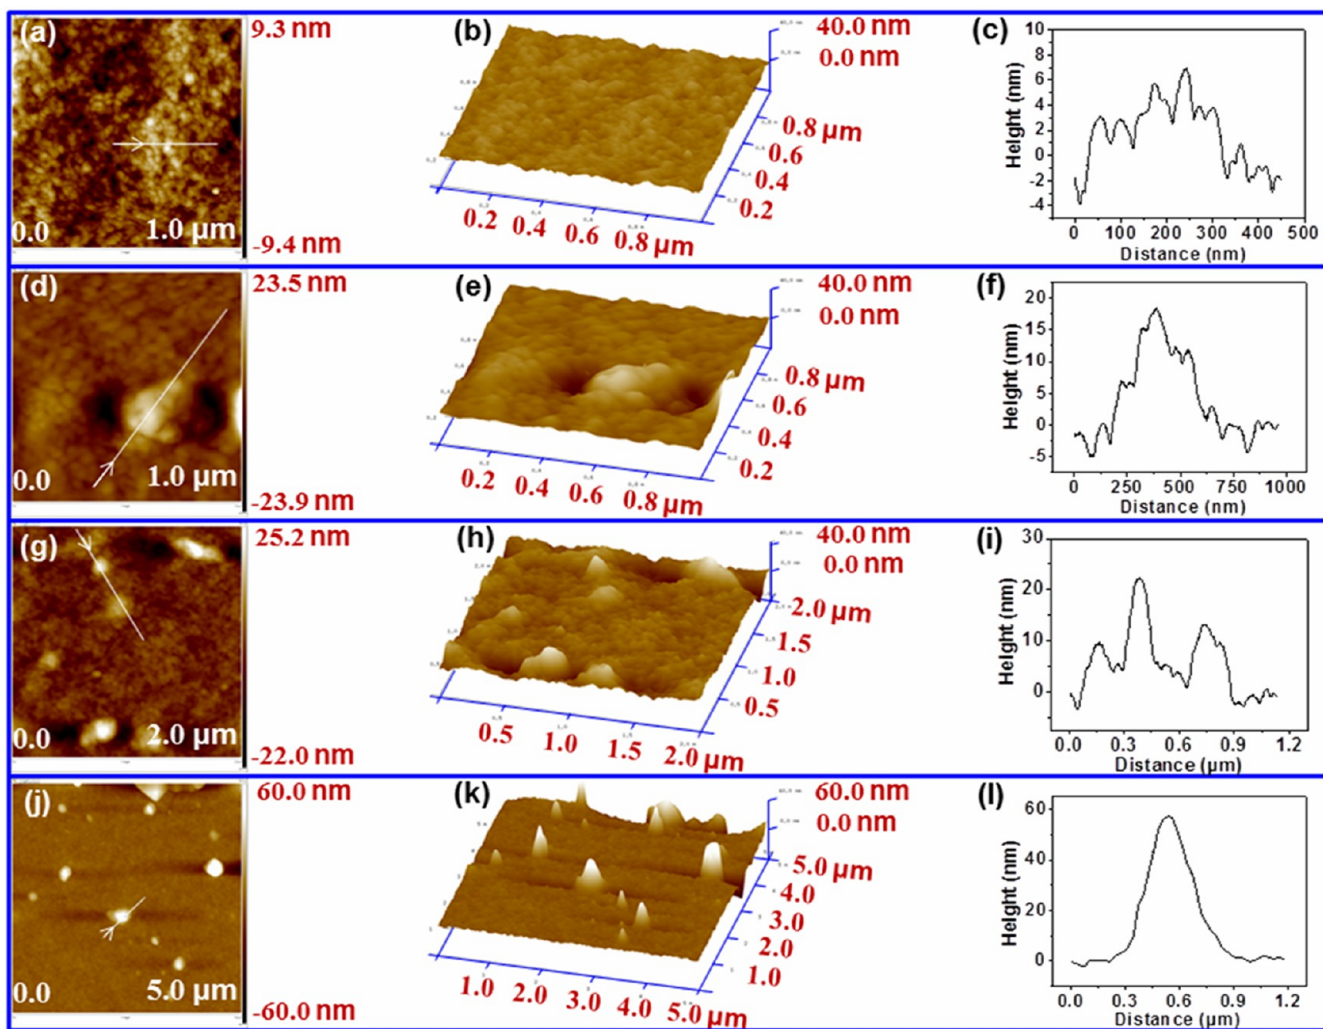 (a)
9.3 nm
-9.4 nm
0.0
1.0 µm
(b)
40.0 nm
0.0 nm
0.8 µm
0.6
0.4
0.2
0.2 0.4 0.6 0.8 µm
(c)
Height (nm)
10
8
6
4
2
0
-2
-4
0 100 200 300 400 500
Distance (nm)
(d)
23.5 nm
-23.9 nm
0.0
1.0 µm
(e)
40.0 nm
0.0 nm
0.8 µm
0.6
0.4
0.2
0.2 0.4 0.6 0.8 µm
(f)
Height (nm)
20
15
10
5
0
-5
0 250 500 750 1000
Distance (nm)
(g)
25.2 nm
-22.0 nm
0.0
2.0 µm
(h)
40.0 nm
0.0 nm
2.0 µm
1.5
1.0
0.5
0.5 1.0 1.5 2.0 µm
(i)
Height (nm)
30
20
10
0
0.0 0.3 0.6 0.9 1.2
Distance (µm)
(j)
60.0 nm
-60.0 nm
0.0
5.0 µm
(k)
60.0 nm
0.0 nm
5.0 µm
4.0
3.0
2.0
1.0
1.0 2.0 3.0 4.0 5.0 µm
(l)
Height (nm)
60
40
20
0
0.0 0.3 0.6 0.9 1.2
Distance (µm)